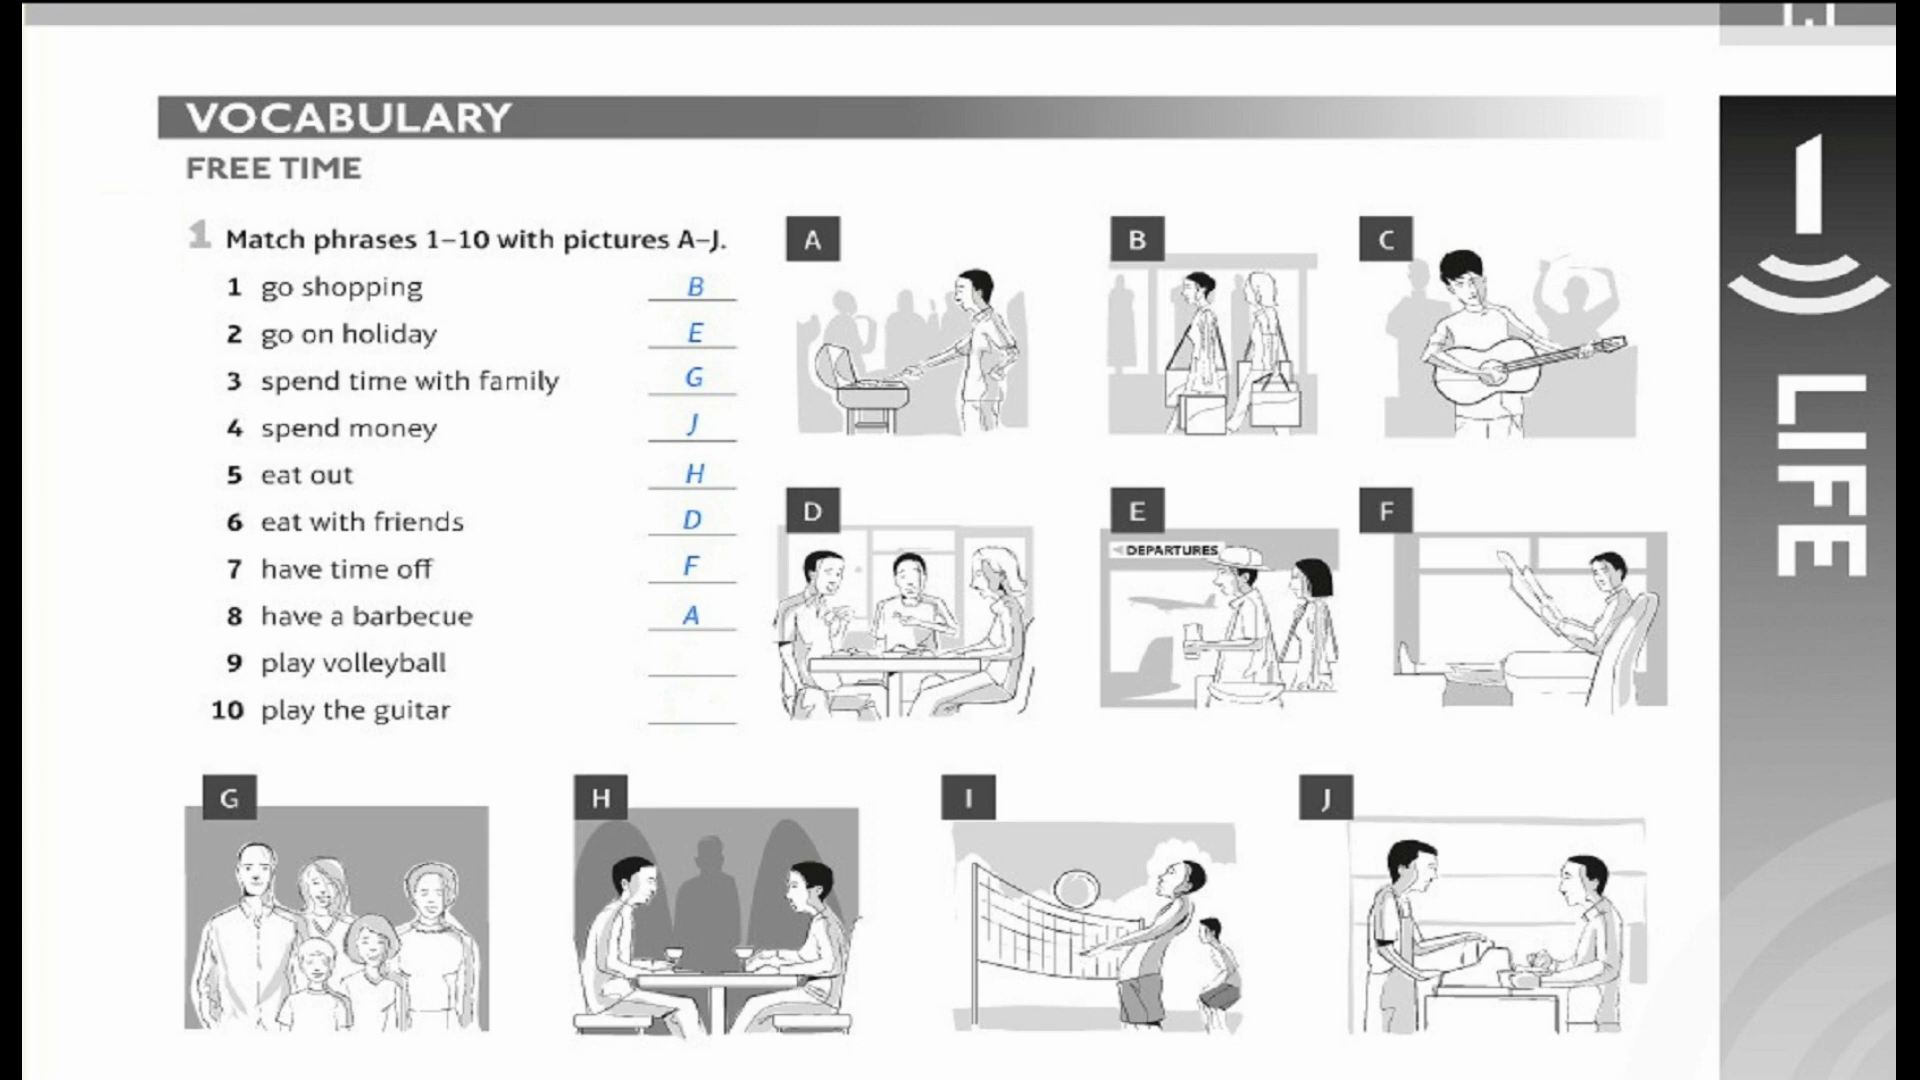 VOCABULARY
FREE TIME
1 Match phrases 1–10 with pictures A–J.
1 go shopping B
2 go on holiday E
3 spend time with family G
4 spend money J
5 eat out H
6 eat with friends D
7 have time off F
8 have a barbecue A
9 play volleyball
10 play the guitar
A
B
C
D
E
DEPARTURES
F
G
H
I
J
1
LIFE